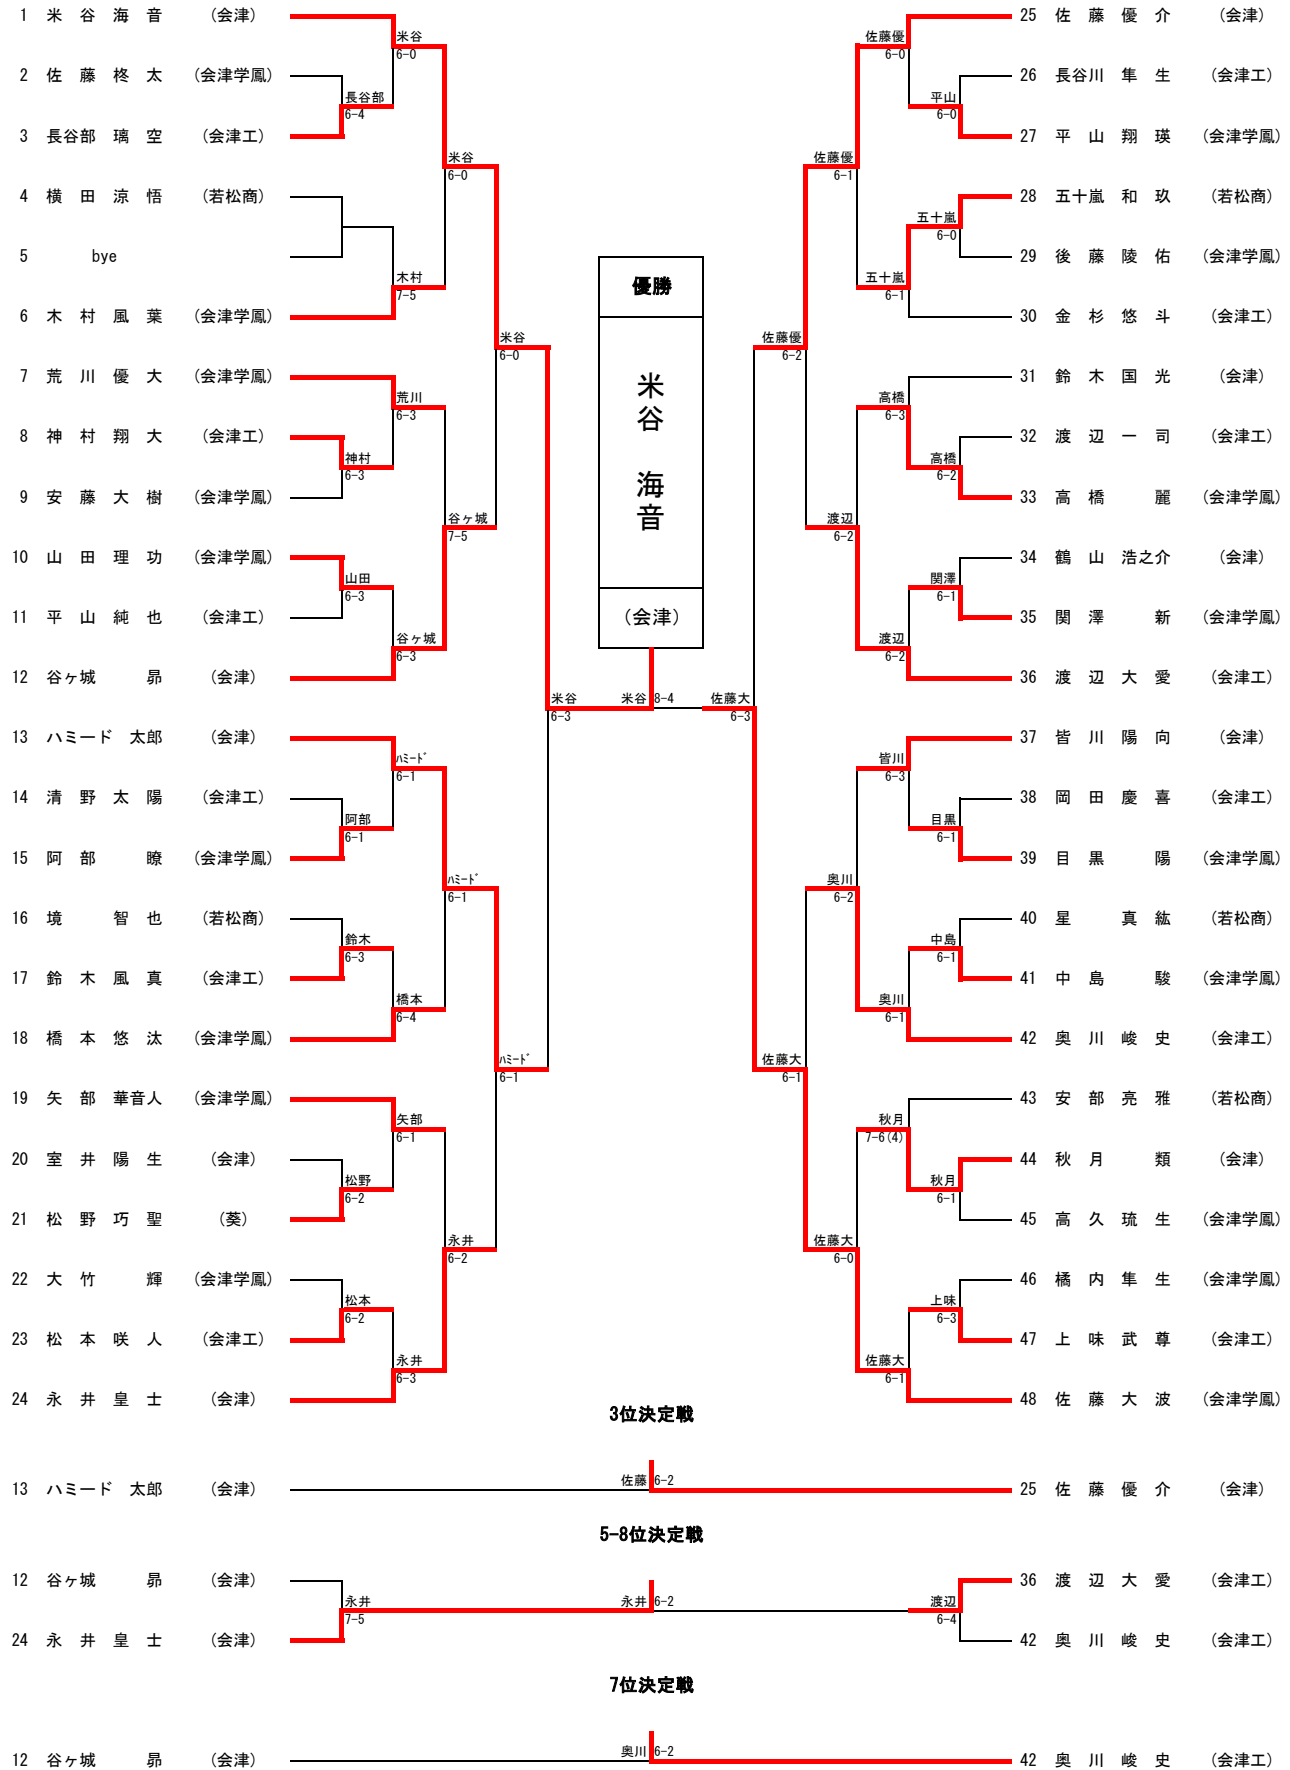 1 米 谷 海 音 (会津)
2 佐 藤 柊 太 (会津学鳳)
3 長谷部 璃 空 (会津工)
4 横 田 涼 悟 (若松商)
5 bye
6 木 村 風 葉 (会津学鳳)
7 荒 川 優 大 (会津学鳳)
8 神 村 翔 大 (会津工)
9 安 藤 大 樹 (会津学鳳)
10 山 田 理 功 (会津学鳳)
11 平 山 純 也 (会津工)
12 谷ヶ城 昴 (会津)
13 ハミード 太郎 (会津)
14 清 野 太 陽 (会津工)
15 阿 部 瞭 (会津学鳳)
16 境 智 也 (若松商)
17 鈴 木 風 真 (会津工)
18 橋 本 悠 汰 (会津学鳳)
19 矢 部 華音人 (会津学鳳)
20 室 井 陽 生 (会津)
21 松 野 巧 聖 (葵)
22 大 竹 輝 (会津学鳳)
23 松 本 咲 人 (会津工)
24 永 井 皇 士 (会津)
長谷部
6-4
神村
6-3
山田
6-3
阿部
6-1
鈴木
6-3
松野
6-2
松本
6-2
米谷
6-0
木村
7-5
荒川
6-3
谷ヶ城
6-3
ハミード
6-1
橋本
6-4
矢部
6-1
永井
6-3
米谷
6-0
谷ヶ城
7-5
ハミード
6-1
永井
6-2
米谷
6-0
ハミード
6-1
米谷
6-3
優勝
米谷 海音
(会津)
米谷 8-4
佐藤大
6-3
佐藤優
6-2
佐藤大
6-1
佐藤優
6-1
渡辺
6-2
奥川
6-2
佐藤大
6-0
佐藤優
6-0
五十嵐
6-1
高橋
6-3
渡辺
6-2
皆川
6-3
奥川
6-1
秋月
7-6(4)
佐藤大
6-1
平山
6-0
五十嵐
6-0
高橋
6-2
関澤
6-1
目黒
6-1
中島
6-1
秋月
6-1
上味
6-3
25 佐 藤 優 介 (会津)
26 長谷川 隼 生 (会津工)
27 平 山 翔 瑛 (会津学鳳)
28 五十嵐 和 玖 (若松商)
29 後 藤 陵 佑 (会津学鳳)
30 金 杉 悠 斗 (会津工)
31 鈴 木 国 光 (会津)
32 渡 辺 一 司 (会津工)
33 高 橋 麗 (会津学鳳)
34 鶴 山 浩之介 (会津)
35 関 澤 新 (会津学鳳)
36 渡 辺 大 愛 (会津工)
37 皆 川 陽 向 (会津)
38 岡 田 慶 喜 (会津工)
39 目 黒 陽 (会津学鳳)
40 星 真 紘 (若松商)
41 中 島 駿 (会津学鳳)
42 奥 川 峻 史 (会津工)
43 安 部 亮 雅 (若松商)
44 秋 月 類 (会津)
45 高 久 琉 生 (会津学鳳)
46 橘 内 隼 生 (会津学鳳)
47 上 味 武 尊 (会津工)
48 佐 藤 大 波 (会津学鳳)
3位決定戦
13 ハミード 太郎 (会津)
佐藤 6-2
25 佐 藤 優 介 (会津)
5-8位決定戦
12 谷ヶ城 昴 (会津)
24 永 井 皇 士 (会津)
永井
7-5
永井 6-2
渡辺
6-4
36 渡 辺 大 愛 (会津工)
42 奥 川 峻 史 (会津工)
7位決定戦
12 谷ヶ城 昴 (会津)
奥川 6-2
42 奥 川 峻 史 (会津工)